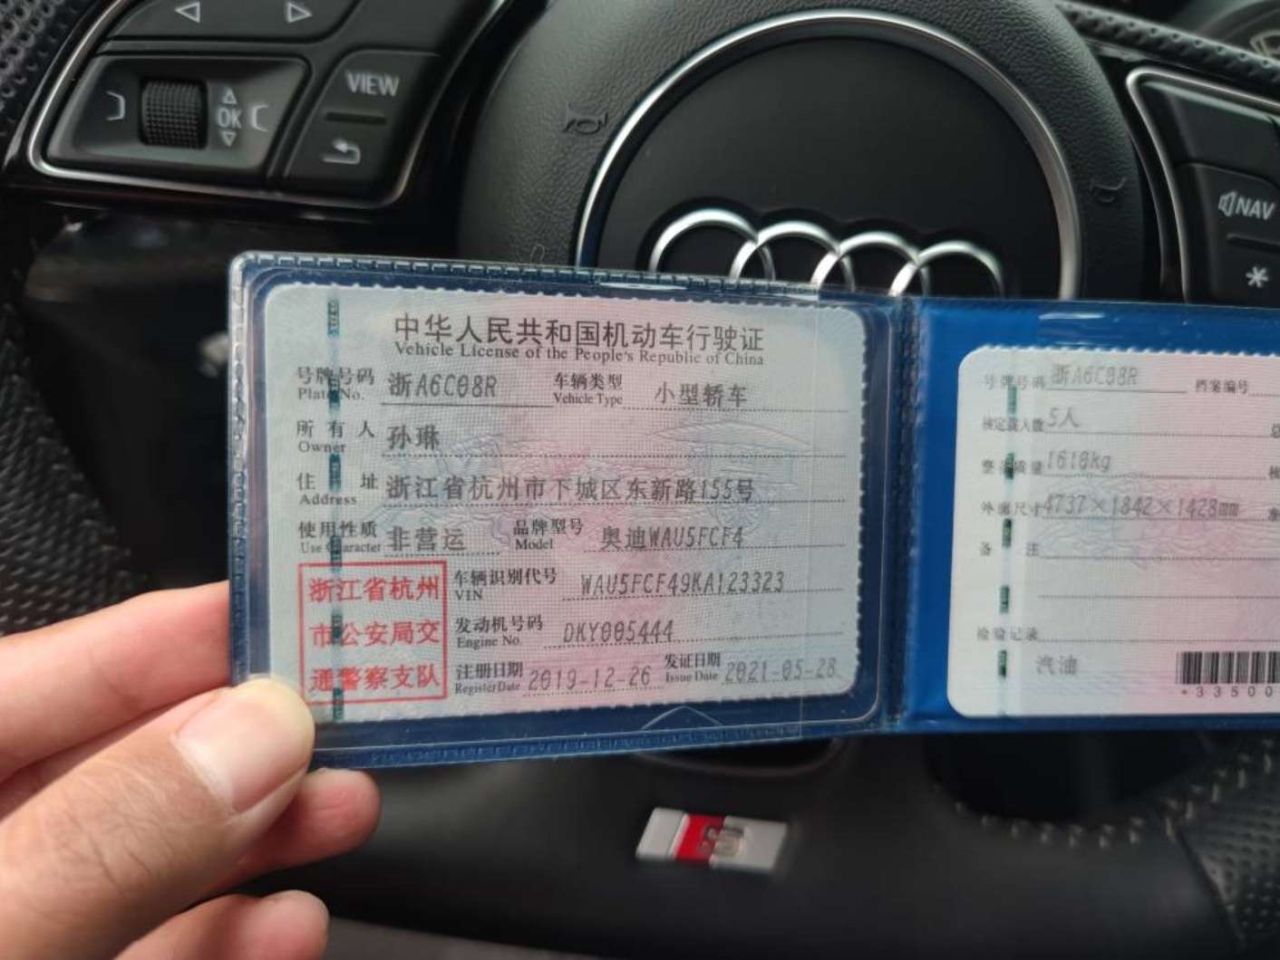 VIEW
OK
NAV
中华人民共和国机动车行驶证
Vehicle License of the People's Republic of China
号牌号码 浙A6C08R 车辆类型 小型轿车
Plate No. Vehicle Type
所有人 孙琳
Owner
住址 浙江省杭州市下城区东新路155号
Address
使用性质 非营运 品牌型号 奥迪WAU5FCF4
Use Character Model
浙江省杭州
市公安局交
通警察支队
车辆识别代号 WAU5FCF49KA123323
VIN
发动机号码 DKY005444
Engine No.
注册日期 2019-12-26 发证日期 2021-05-28
Register Date Issue Date
号牌号码 浙A6C08R 档案编号
核定载人数 5人
整备质量 1610kg
外廓尺寸 4737×1842×1428mm
备注
检验记录
汽油
*33500